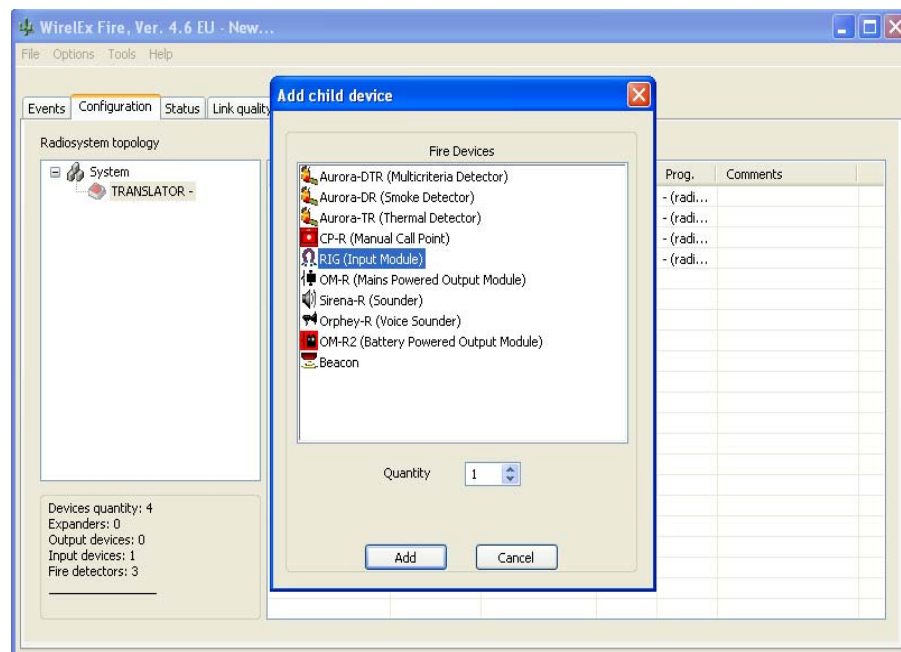 WirelEx Fire, Ver. 4.6 EU - New...
File Options Tools Help
Events Configuration Status Link quality
Radiosystem topology
System
TRANSLATOR -
Devices quantity: 4
Expanders: 0
Output devices: 0
Input devices: 1
Fire detectors: 3
Add child device
Fire Devices
Aurora-DTR (Multicriteria Detector)
Aurora-DR (Smoke Detector)
Aurora-TR (Thermal Detector)
CP-R (Manual Call Point)
RIG (Input Module)
OM-R (Mains Powered Output Module)
Sirena-R (Sounder)
Orphey-R (Voice Sounder)
OM-R2 (Battery Powered Output Module)
Beacon
Quantity 1
Add Cancel
Prog. Comments
- (radi...
- (radi...
- (radi...
- (radi...